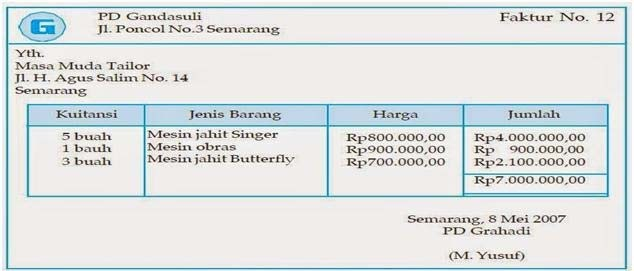 G
PD Gandasuli
Jl. Poncol No.3 Semarang
Faktur No. 12
Yth.
Masa Muda Tailor
Jl. H. Agus Salim No. 14
Semarang
Kuitansi Jenis Barang Harga Jumlah
5 buah Mesin jahit Singer Rp800.000,00 Rp4.000.000,00
1 bauh Mesin obras Rp900.000,00 Rp 900.000,00
3 buah Mesin jahit Butterfly Rp700.000,00 Rp2.100.000,00
Rp7.000.000,00
Semarang, 8 Mei 2007
PD Grahadi
(M. Yusuf)